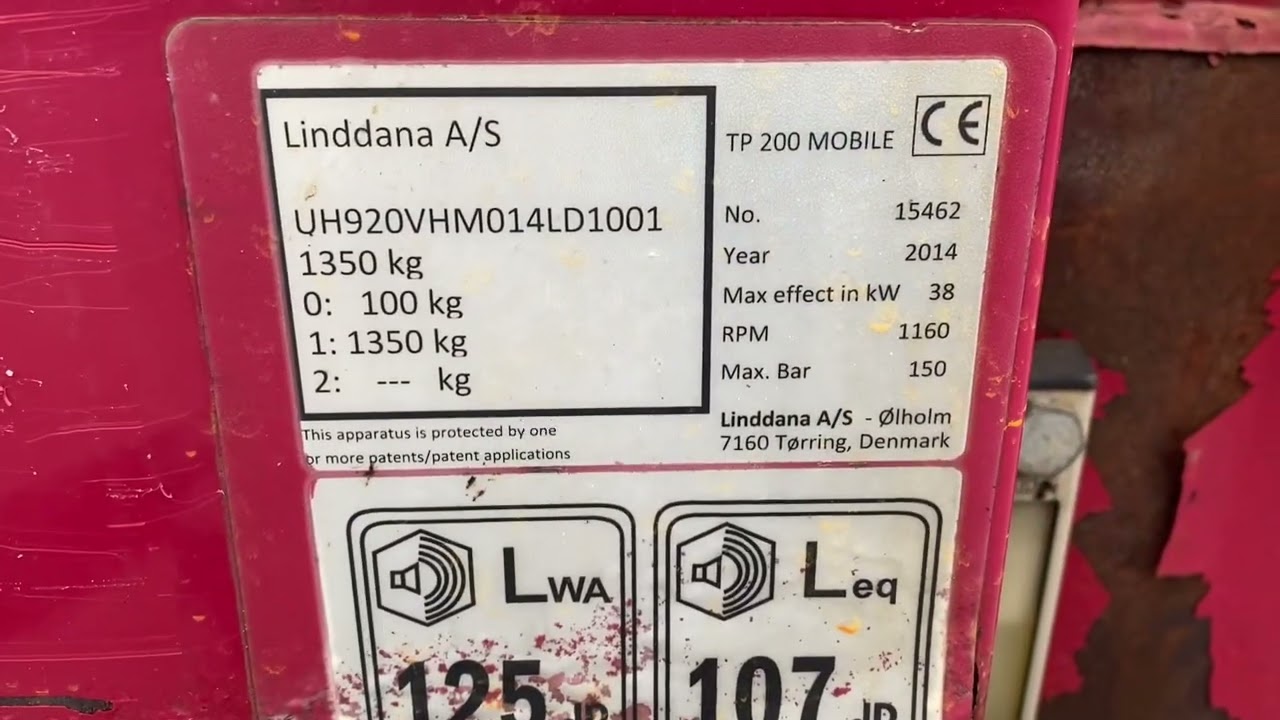 Linddana A/S
UH920VHM014LD1001
1350 kg
0: 100 kg
1: 1350 kg
2: --- kg
This apparatus is protected by one
or more patents/patent applications
TP 200 MOBILE CE
No. 15462
Year 2014
Max effect in kW 38
RPM 1160
Max. Bar 150
Linddana A/S - Ølholm
7160 Tørring, Denmark
LWA
125
Leq
107